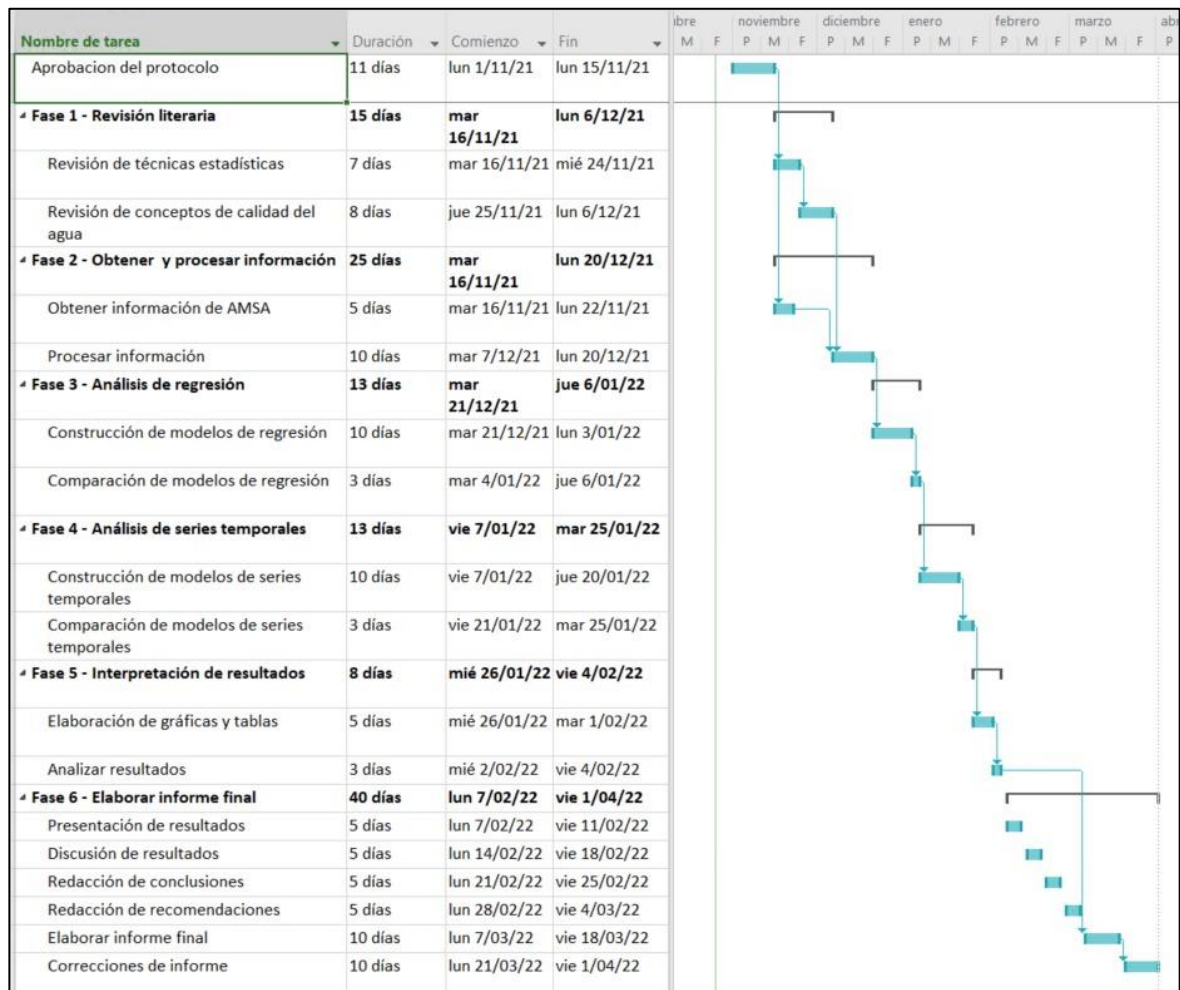 ibre noviembre diciembre enero febrero marzo abr
Nombre de tarea Duración Comienzo Fin M F P M F P M F P M F P M F P M F P
Aprobacion del protocolo 11 días lun 1/11/21 lun 15/11/21
Fase 1 - Revisión literaria 15 días mar 16/11/21 lun 6/12/21
Revisión de técnicas estadísticas 7 días mar 16/11/21 mié 24/11/21
Revisión de conceptos de calidad del agua 8 días jue 25/11/21 lun 6/12/21
Fase 2 - Obtener y procesar información 25 días mar 16/11/21 lun 20/12/21
Obtener información de AMSA 5 días mar 16/11/21 lun 22/11/21
Procesar información 10 días mar 7/12/21 lun 20/12/21
Fase 3 - Análisis de regresión 13 días mar 21/12/21 jue 6/01/22
Construcción de modelos de regresión 10 días mar 21/12/21 lun 3/01/22
Comparación de modelos de regresión 3 días mar 4/01/22 jue 6/01/22
Fase 4 - Análisis de series temporales 13 días vie 7/01/22 mar 25/01/22
Construcción de modelos de series temporales 10 días vie 7/01/22 jue 20/01/22
Comparación de modelos de series temporales 3 días vie 21/01/22 mar 25/01/22
Fase 5 - Interpretación de resultados 8 días mié 26/01/22 vie 4/02/22
Elaboración de gráficas y tablas 5 días mié 26/01/22 mar 1/02/22
Analizar resultados 3 días mié 2/02/22 vie 4/02/22
Fase 6 - Elaborar informe final 40 días lun 7/02/22 vie 1/04/22
Presentación de resultados 5 días lun 7/02/22 vie 11/02/22
Discusión de resultados 5 días lun 14/02/22 vie 18/02/22
Redacción de conclusiones 5 días lun 21/02/22 vie 25/02/22
Redacción de recomendaciones 5 días lun 28/02/22 vie 4/03/22
Elaborar informe final 10 días lun 7/03/22 vie 18/03/22
Correcciones de informe 10 días lun 21/03/22 vie 1/04/22